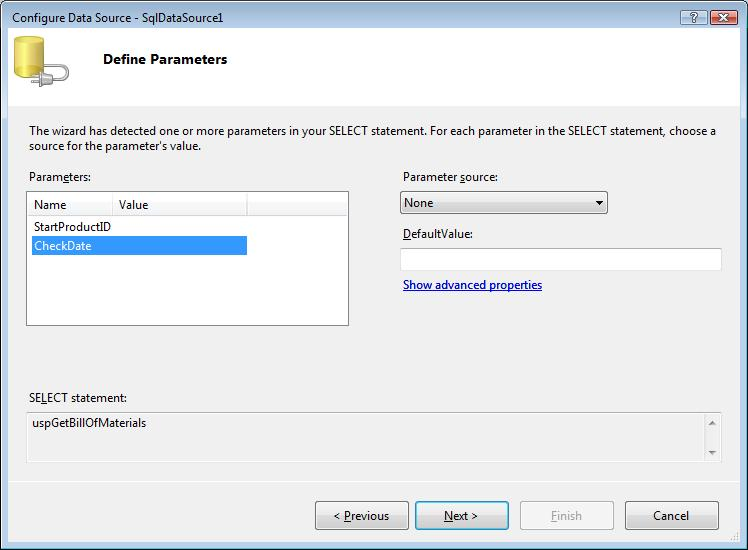 Configure Data Source - SqlDataSource1
Define Parameters
The wizard has detected one or more parameters in your SELECT statement. For each parameter in the SELECT statement, choose a
source for the parameter's value.
Parameters:
Parameter source:
Name Value
None
StartProductID
CheckDate
DefaultValue:
Show advanced properties
SELECT statement:
uspGetBillOfMaterials
< Previous
Next >
Finish
Cancel